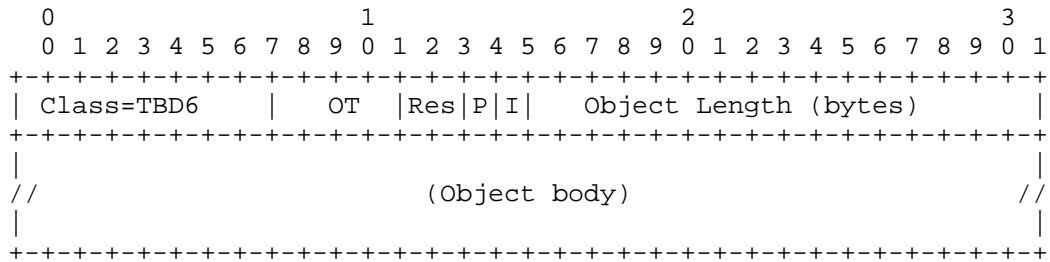 0                   1                   2                   3
 0 1 2 3 4 5 6 7 8 9 0 1 2 3 4 5 6 7 8 9 0 1 2 3 4 5 6 7 8 9 0 1
+-+-+-+-+-+-+-+-+-+-+-+-+-+-+-+-+-+-+-+-+-+-+-+-+-+-+-+-+-+-+-+-+
| Class=TBD6    |   OT  |Res|P|I|   Object Length (bytes)       |
+-+-+-+-+-+-+-+-+-+-+-+-+-+-+-+-+-+-+-+-+-+-+-+-+-+-+-+-+-+-+-+-+
|                                                               |
//                        (Object body)                        //
|                                                               |
+-+-+-+-+-+-+-+-+-+-+-+-+-+-+-+-+-+-+-+-+-+-+-+-+-+-+-+-+-+-+-+-+